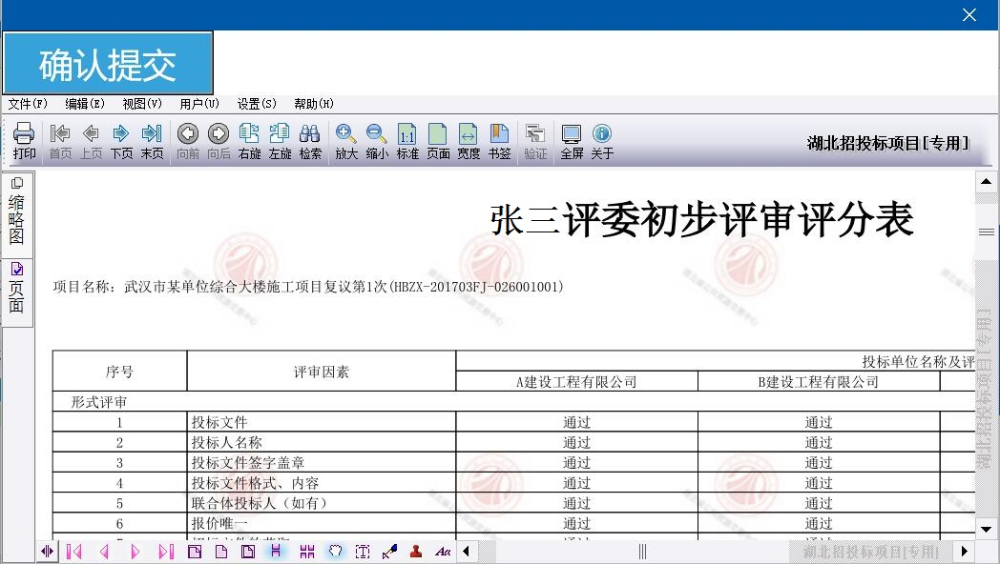 确认提交
文件(F) 编辑(E) 视图(V) 用户(U) 设置(S) 帮助(H)
打印 首页 上页 下页 末页 向前 向后 右旋 左旋 检索 放大 缩小 1:1 标准 页面 宽度 书签 验证 全屏 关于
湖北招投标项目[专用]
缩略图
页面
张三评委初步评审评分表
项目名称：武汉市某单位综合大楼施工项目复议第1次(HBZX-201703FJ-026001001)
序号 评审因素 投标单位名称及评
A建设工程有限公司 B建设工程有限公司
形式评审
1 投标文件 通过 通过
2 投标人名称 通过 通过
3 投标文件签字盖章 通过 通过
4 投标文件格式、内容 通过 通过
5 联合体投标人（如有） 通过 通过
6 报价唯一 通过 通过
湖北招投标项目[专用]
Aa
湖北招投标项目[专用]